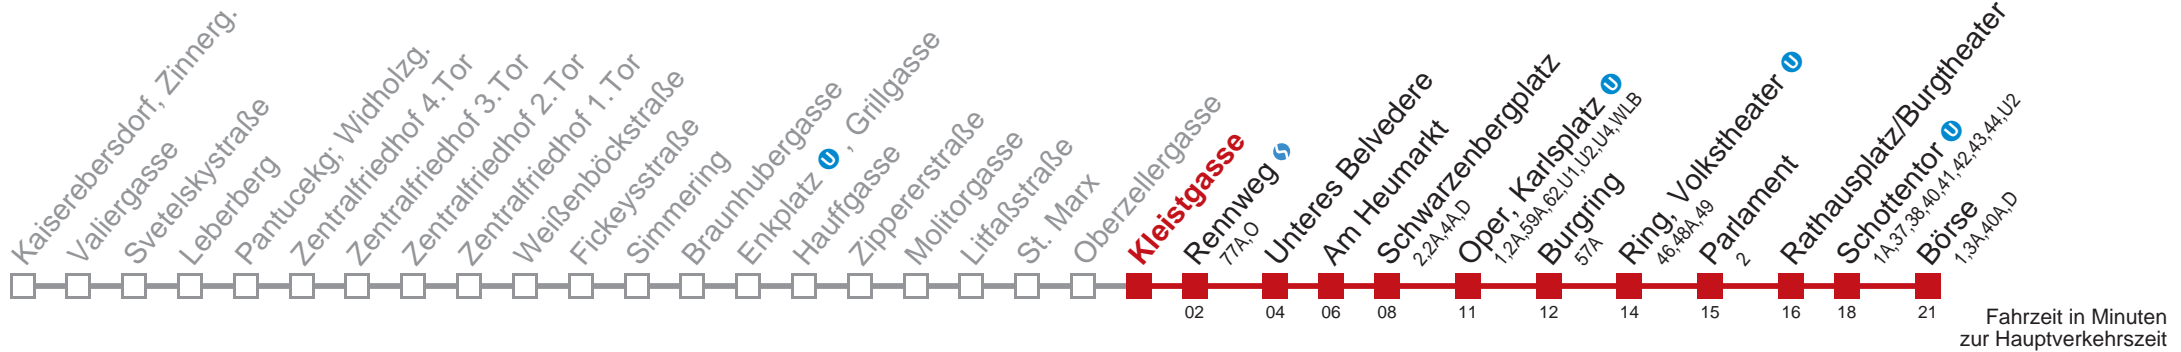 Kaiserebersdorf, Zinnerg.
Valiergasse
Svetelskystraße
Leberberg
Pantucekg; Widholzg.
Zentralfriedhof 4. Tor
Zentralfriedhof 3. Tor
Zentralfriedhof 2. Tor
Zentralfriedhof 1. Tor
Weißenböckstraße
Fickeysstraße
Simmering
Braunhubergasse
Enkplatz U , Grillgasse
Hauffgasse
Zippererstraße
Molitorgasse
Litfaßstraße
St. Marx
Oberzellergasse
Kleistgasse
Rennweg S
77A,O
Unteres Belvedere
Am Heumarkt
Schwarzenbergplatz
2,2A,4A,D
Oper, Karlsplatz U
1,2A,59A,62,U1,U2,U4,WLB
Burgring
57A
Ring, Volkstheater U
46,48A,49
Parlament
2
Rathausplatz/Burgtheater
Schottentor U
1A,37,38,40,41,42,43,44,U2
Börse
1,3A,40A,D
02 04 06 08 11 12 14 15 16 18 21
Fahrzeit in Minuten
zur Hauptverkehrszeit